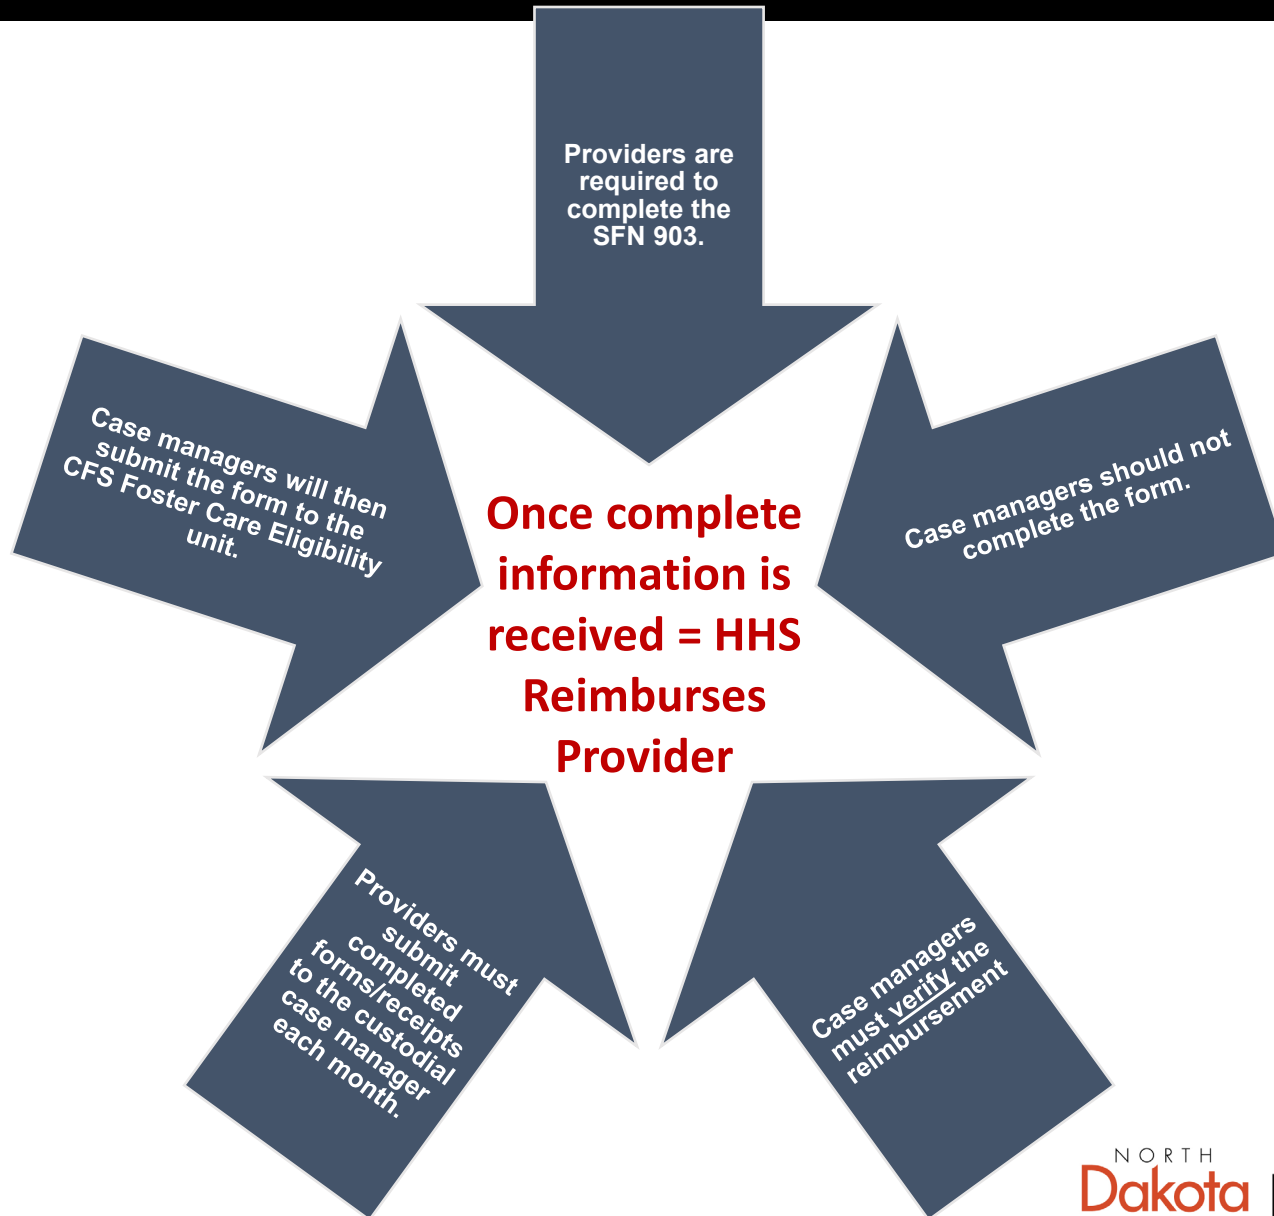 Providers are
required to
complete the
SFN 903.
Case managers should not
complete the form.
Case managers
must verify the
reimbursement
Providers must
submit
completed
forms/receipts
to the custodial
case manager
each month.
Case managers will then
submit the form to the
CFS Foster Care Eligibility
unit.
Once complete
information is
received = HHS
Reimburses
Provider
NORTH
Dakota